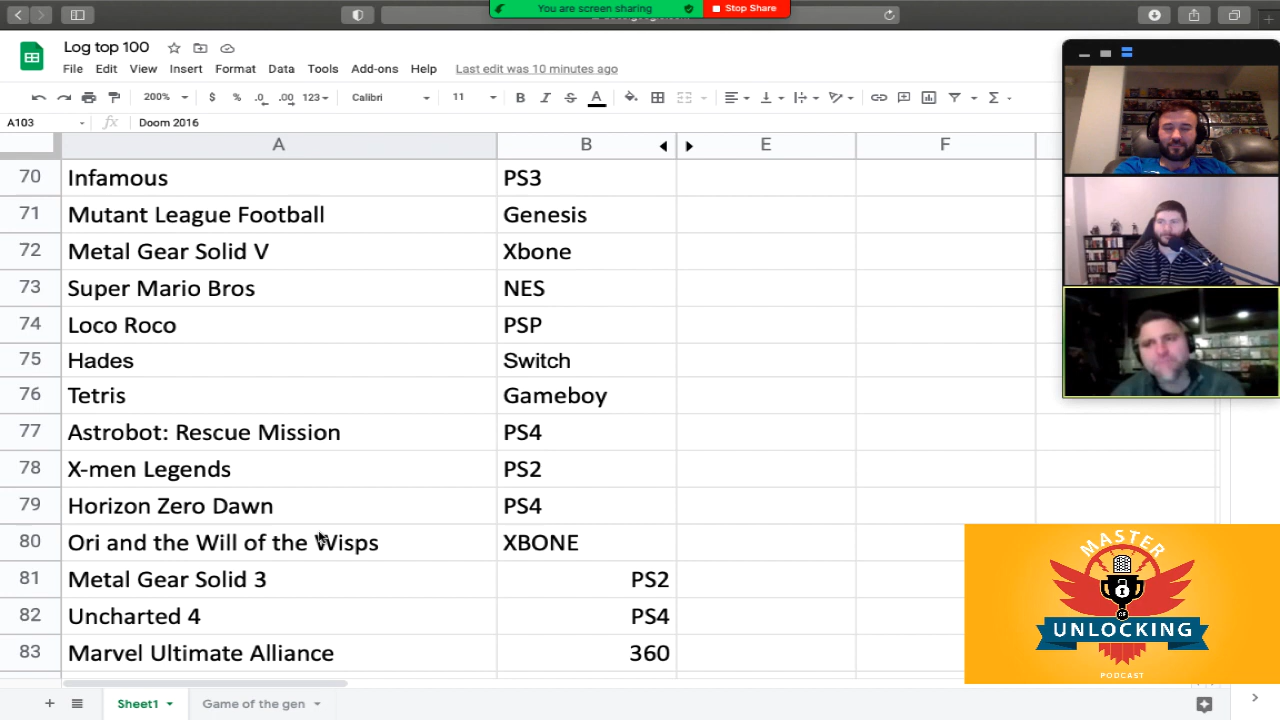 You are screen sharing
Stop Share
Log top 100
File Edit View Insert Format Data Tools Add-ons Help Last edit was 10 minutes ago
200% $ % .0 .00 123 Calibri 11 B I S A
A103 fx Doom 2016
A B E F
70 Infamous PS3
71 Mutant League Football Genesis
72 Metal Gear Solid V Xbone
73 Super Mario Bros NES
74 Loco Roco PSP
75 Hades Switch
76 Tetris Gameboy
77 Astrobot: Rescue Mission PS4
78 X-men Legends PS2
79 Horizon Zero Dawn PS4
80 Ori and the Will of the Wisps XBONE
81 Metal Gear Solid 3 PS2
82 Uncharted 4 PS4
83 Marvel Ultimate Alliance 360
MASTER
OF
UNLOCKING
PODCAST
Sheet1 Game of the gen